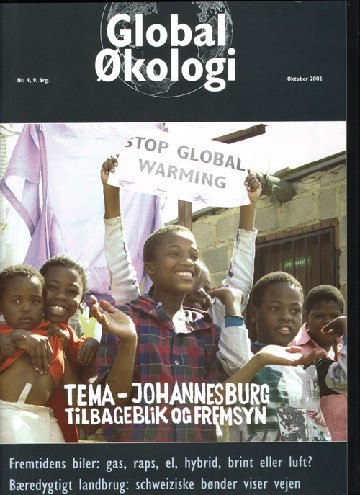 Global
Økologi
Nr. 4, 9. årg.
Oktober 2002
STOP GLOBAL
WARMING
TEMA - JOHANNESBURG
TILBAGEBLIK OG FREMSYN
Fremtidens biler: gas, raps, el, hybrid, brint eller luft?
Bæredygtigt landbrug: schweiziske bønder viser vejen